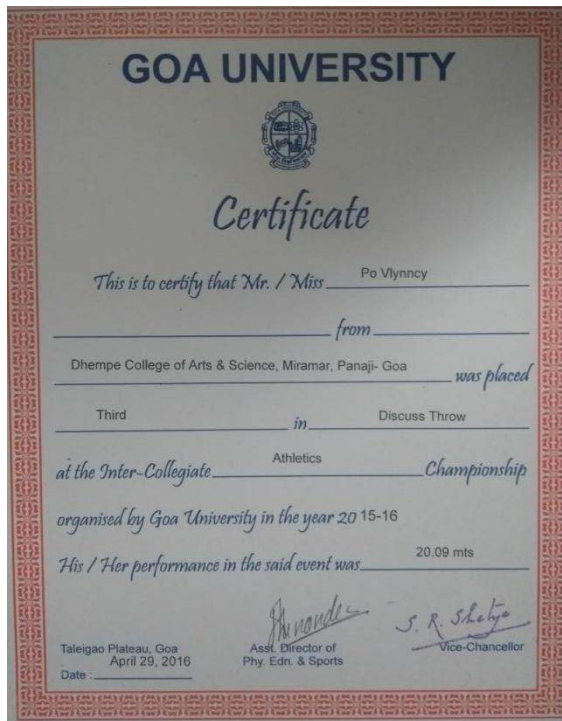 GOA UNIVERSITY
Certificate
This is to certify that Mr. / Miss Po Vlynncy
from
Dhempe College of Arts & Science, Miramar, Panaji- Goa was placed
Third in Discuss Throw
at the Inter-Collegiate Athletics Championship
organised by Goa University in the year 20 15-16
His / Her performance in the said event was 20.09 mts
S. R. Shetye
Taleigao Plateau, Goa Asst. Director of Vice-Chancellor
April 29, 2016 Phy. Edn. & Sports
Date :